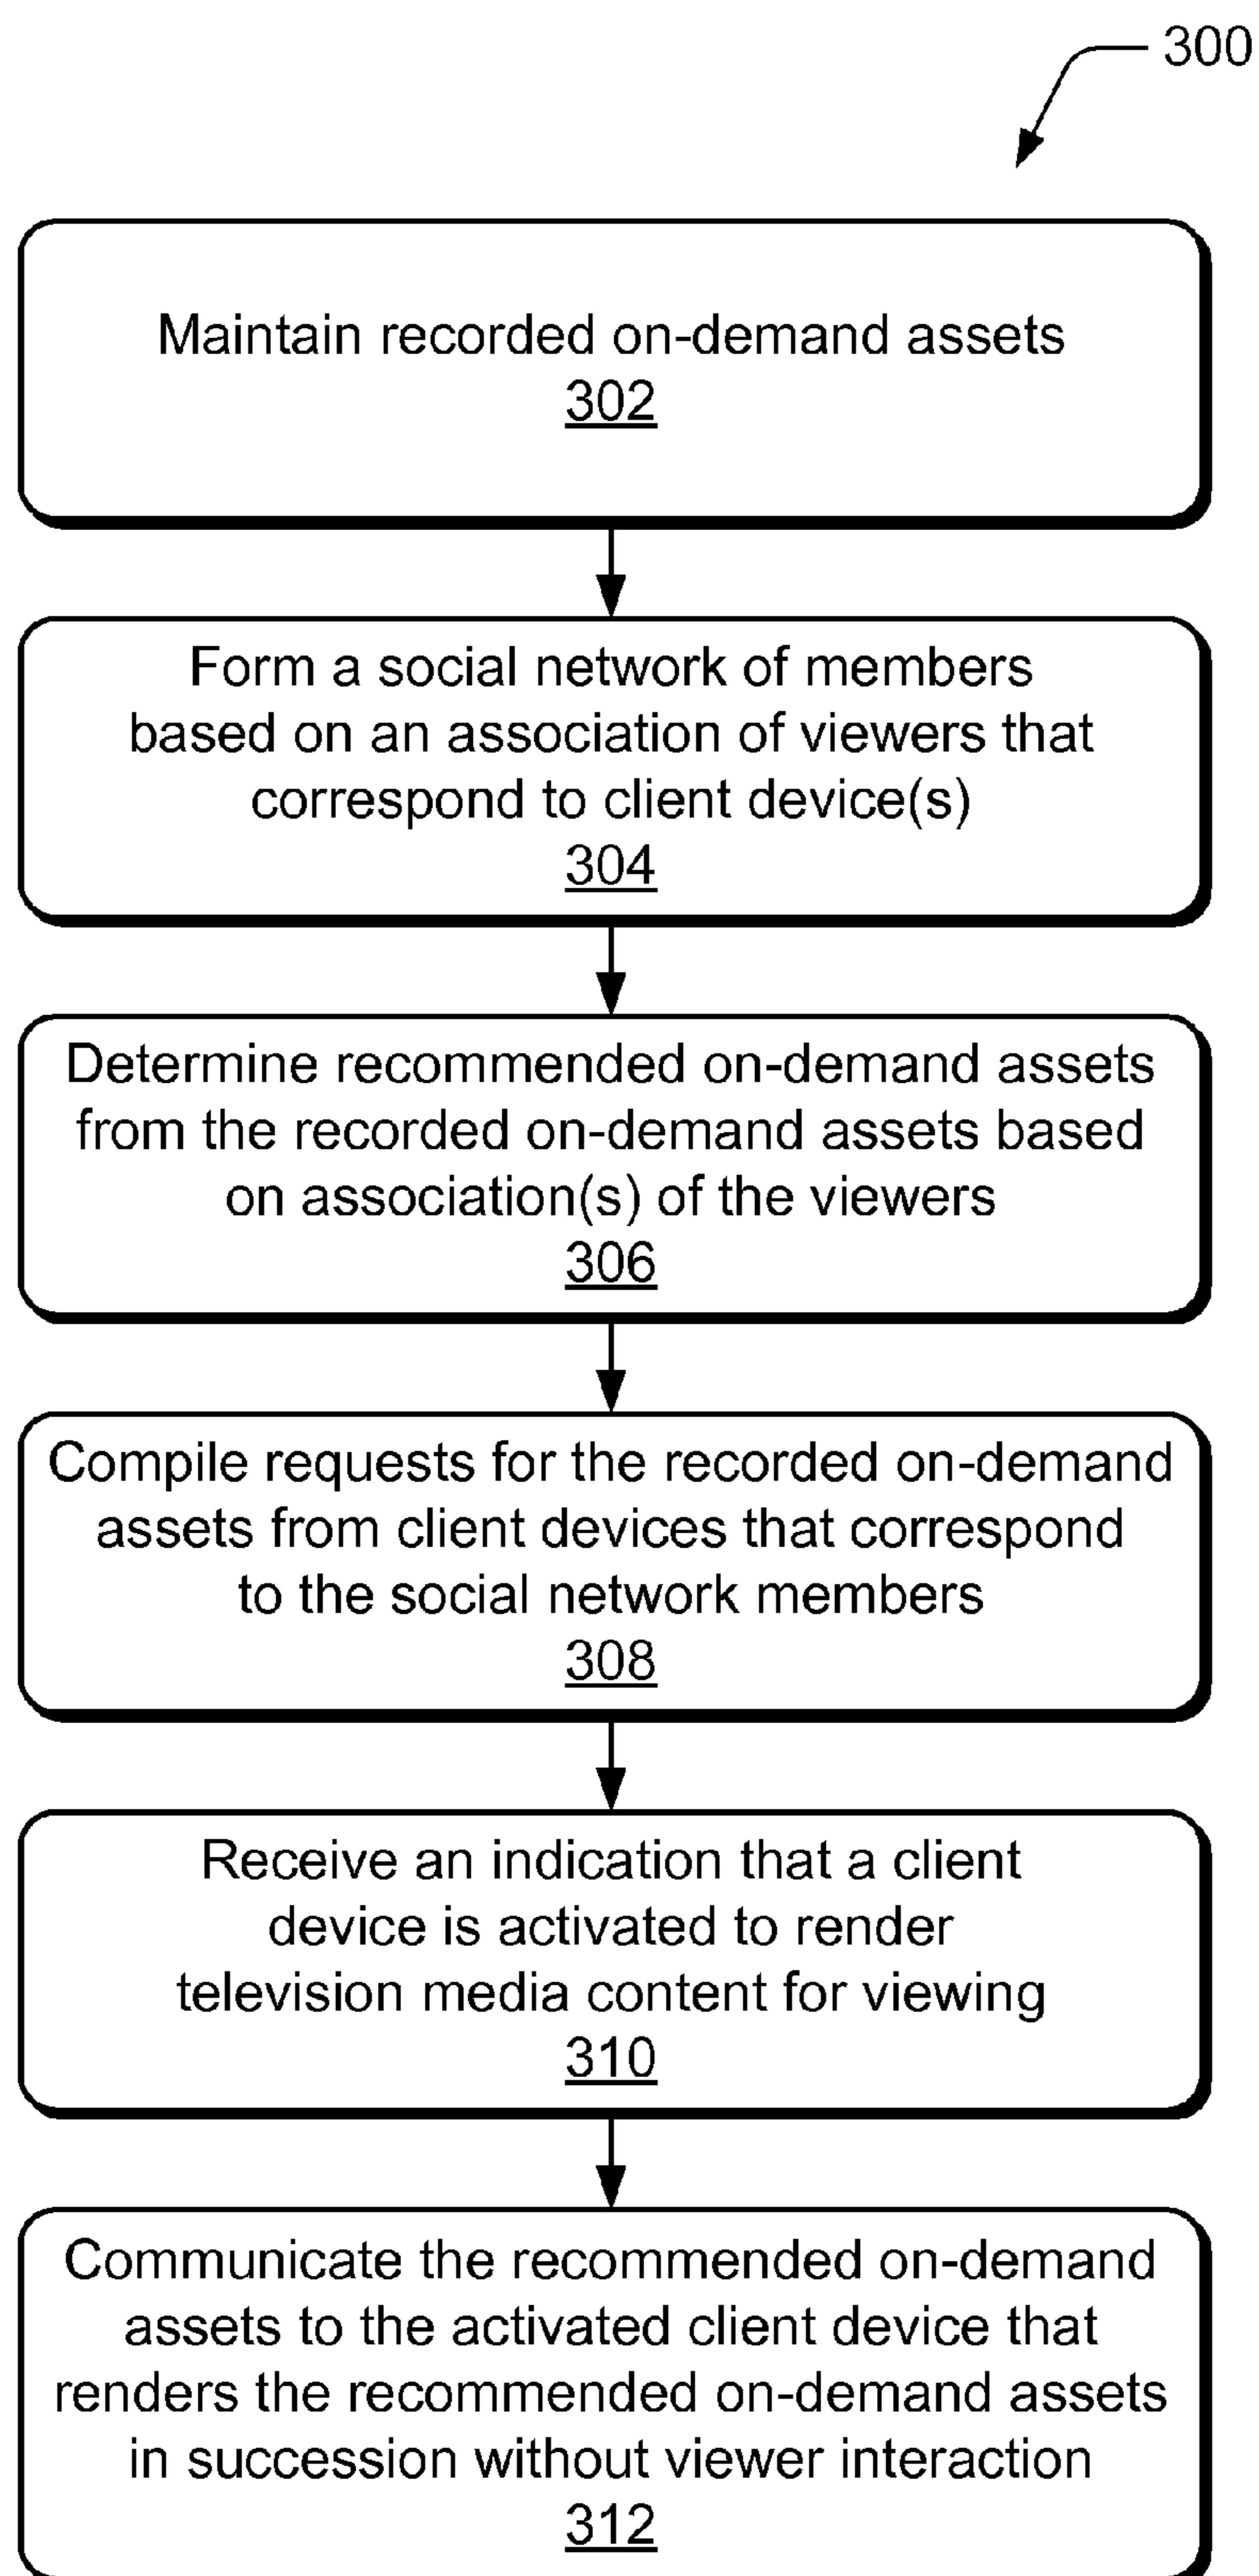 300
Maintain recorded on-demand assets
302
Form a social network of members
based on an association of viewers that
correspond to client device(s)
304
Determine recommended on-demand assets
from the recorded on-demand assets based
on association(s) of the viewers
306
Compile requests for the recorded on-demand
assets from client devices that correspond
to the social network members
308
Receive an indication that a client
device is activated to render
television media content for viewing
310
Communicate the recommended on-demand
assets to the activated client device that
renders the recommended on-demand assets
in succession without viewer interaction
312